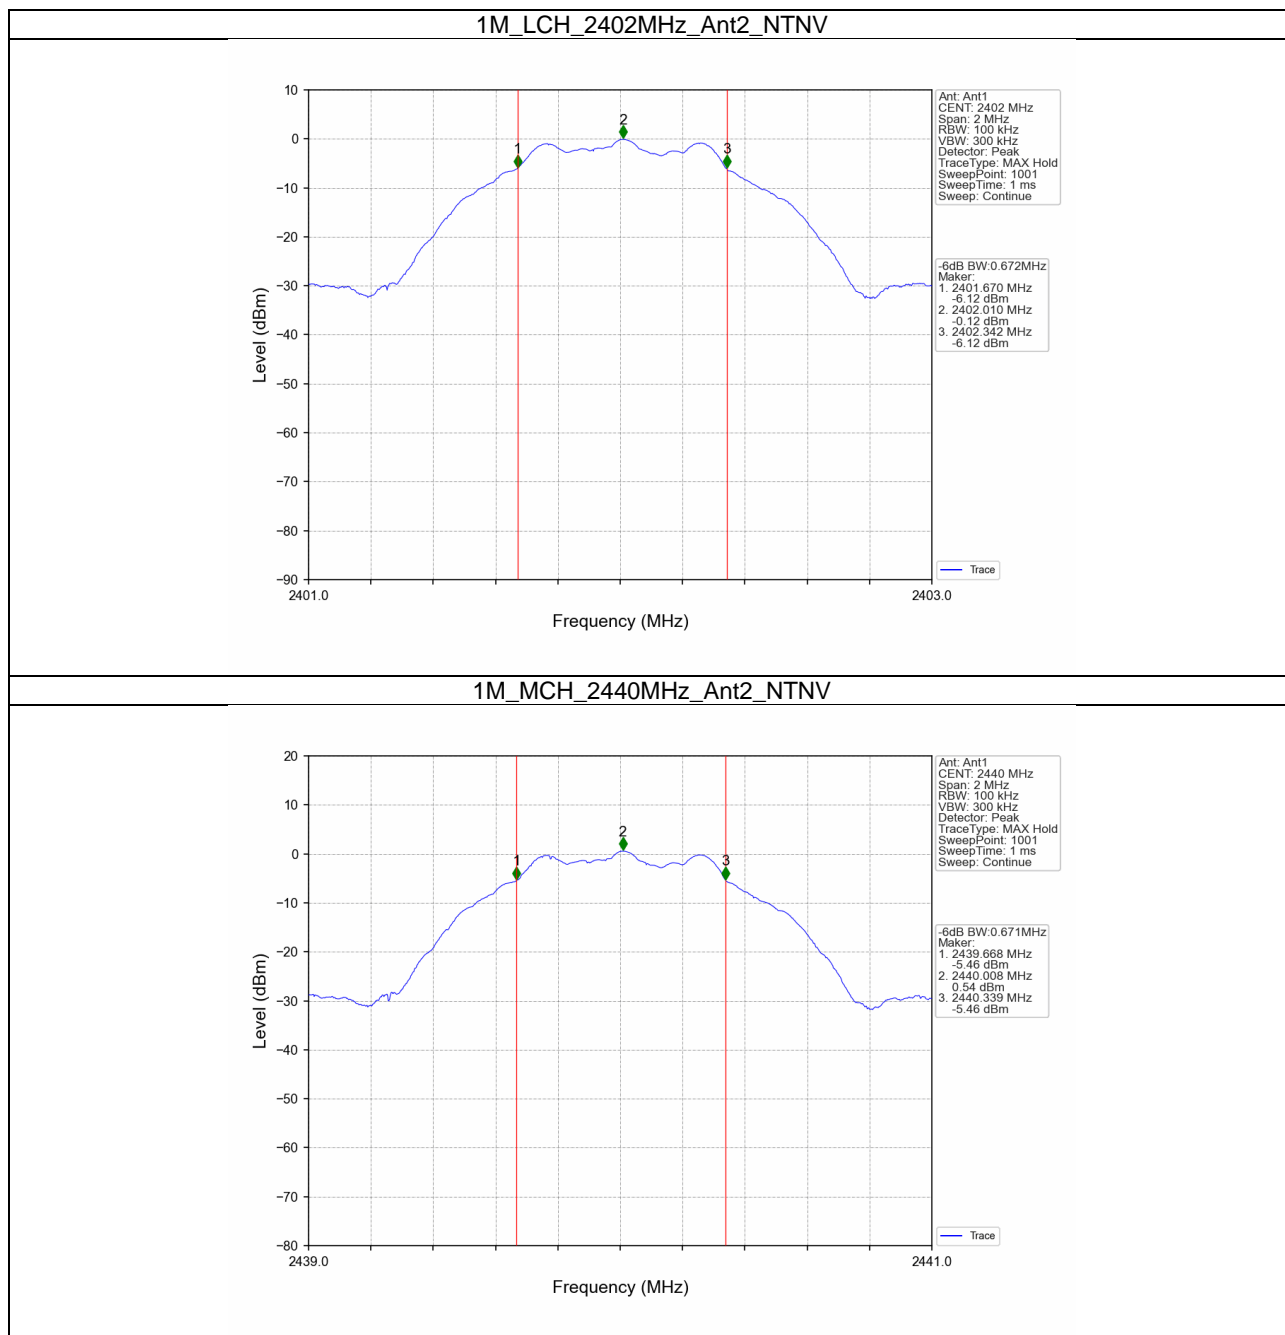 1M_LCH_2402MHz_Ant2_NTNV
10
0
−10
−20
−30
−40
−50
−60
−70
−80
−90
Level (dBm)
1
2
3
2401.0
2403.0
Frequency (MHz)
Ant: Ant1
CENT: 2402 MHz
Span: 2 MHz
RBW: 100 kHz
VBW: 300 kHz
Detector: Peak
TraceType: MAX Hold
SweepPoint: 1001
SweepTime: 1 ms
Sweep: Continue
-6dB BW:0.672MHz
Maker:
1. 2401.670 MHz
-6.12 dBm
2. 2402.010 MHz
-0.12 dBm
3. 2402.342 MHz
-6.12 dBm
Trace
1M_MCH_2440MHz_Ant2_NTNV
20
10
0
−10
−20
−30
−40
−50
−60
−70
−80
Level (dBm)
1
2
3
2439.0
2441.0
Frequency (MHz)
Ant: Ant1
CENT: 2440 MHz
Span: 2 MHz
RBW: 100 kHz
VBW: 300 kHz
Detector: Peak
TraceType: MAX Hold
SweepPoint: 1001
SweepTime: 1 ms
Sweep: Continue
-6dB BW:0.671MHz
Maker:
1. 2439.668 MHz
-5.46 dBm
2. 2440.008 MHz
0.54 dBm
3. 2440.339 MHz
-5.46 dBm
Trace